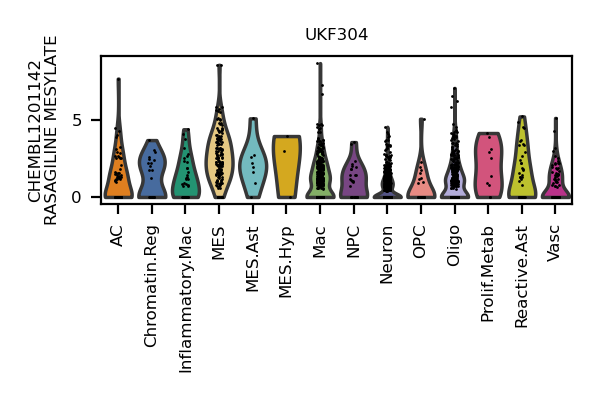 UKF304
CHEMBL1201142
RASAGILINE MESYLATE
5
0
AC
Chromatin.Reg
Inflammatory.Mac
MES
MES.Ast
MES.Hyp
Mac
NPC
Neuron
OPC
Oligo
Prolif.Metab
Reactive.Ast
Vasc